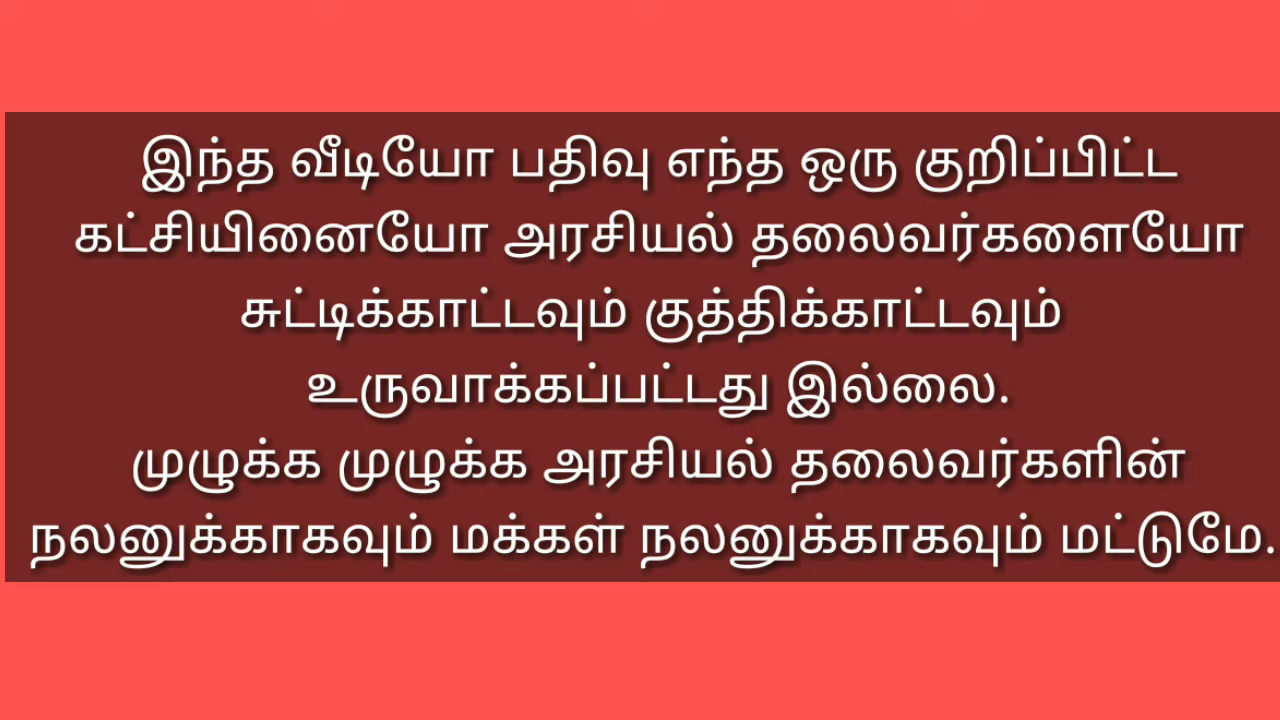 இந்த வீடியோ பதிவு எந்த ஒரு குறிப்பிட்ட
கட்சியினையோ அரசியல் தலைவர்களையோ
சுட்டிக்காட்டவும் குத்திக்காட்டவும்
உருவாக்கப்பட்டது இல்லை.
முழுக்க முழுக்க அரசியல் தலைவர்களின்
நலனுக்காகவும் மக்கள் நலனுக்காகவும் மட்டுமே.